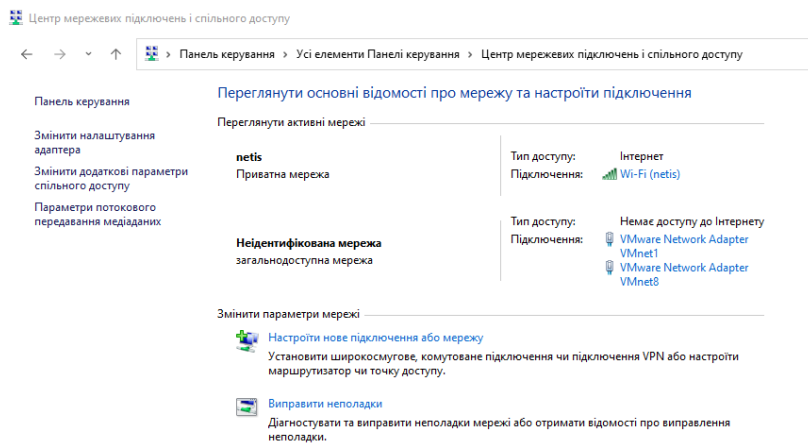 Центр мережевих підключень і спільного доступу
Панель керування › Усі елементи Панелі керування › Центр мережевих підключень і спільного доступу
Панель керування
Змінити налаштування
адаптера
Змінити додаткові параметри
спільного доступу
Параметри потокового
передавання медіаданих
Переглянути основні відомості про мережу та настроїти підключення
Переглянути активні мережі
netis
Приватна мережа
Тип доступу: Інтернет
Підключення: Wi-Fi (netis)
Неідентифікована мережа
загальнодоступна мережа
Тип доступу: Немає доступу до Інтернету
Підключення: VMware Network Adapter
VMnet1
VMware Network Adapter
VMnet8
Змінити параметри мережі
Настроїти нове підключення або мережу
Установити широкосмугове, комутоване підключення чи підключення VPN або настроїти
маршрутизатор чи точку доступу.
Виправити неполадки
Діагностувати та виправити неполадки мережі або отримати відомості про виправлення
неполадки.